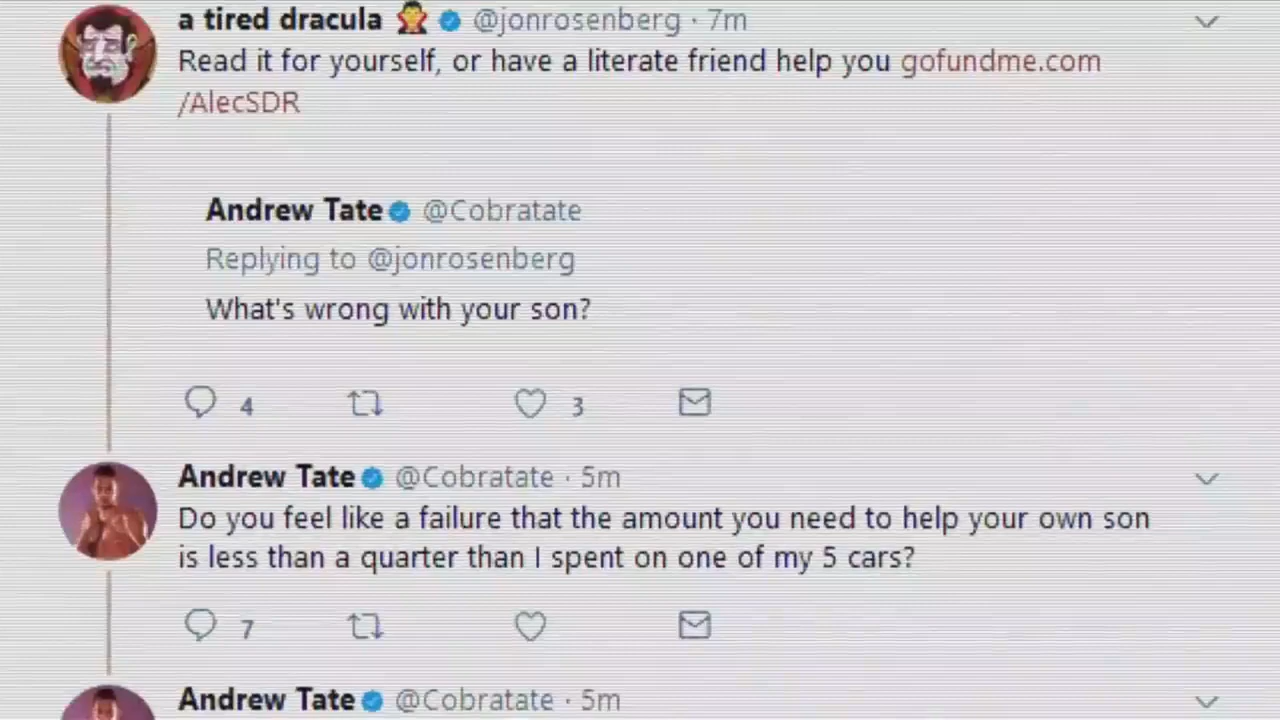 a tired dracula @jonrosenberg · 7m
Read it for yourself, or have a literate friend help you gofundme.com
/AlecSDR
Andrew Tate @Cobratate
Replying to @jonrosenberg
What's wrong with your son?
4 3
Andrew Tate @Cobratate · 5m
Do you feel like a failure that the amount you need to help your own son
is less than a quarter than I spent on one of my 5 cars?
7
Andrew Tate @Cobratate · 5m